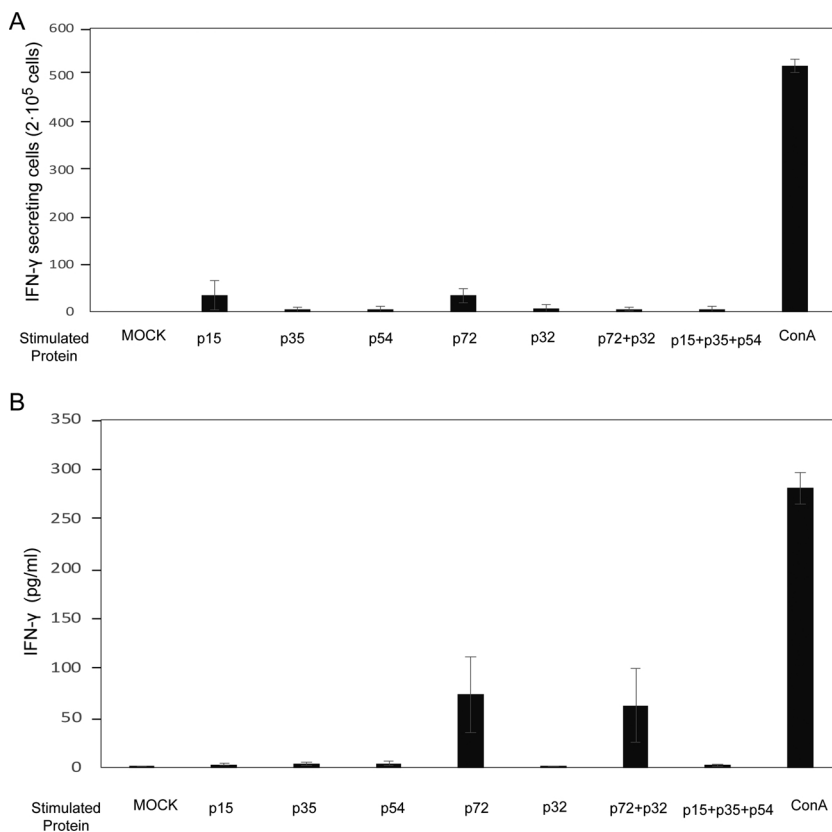 A
IFN-γ secreting cells (2·10⁵ cells)
600
500
400
300
200
100
0
Stimulated
Protein
MOCK p15 p35 p54 p72 p32 p72+p32 p15+p35+p54 ConA
B
IFN-γ (pg/ml)
350
300
250
200
150
100
50
0
Stimulated
Protein
MOCK p15 p35 p54 p72 p32 p72+p32 p15+p35+p54 ConA